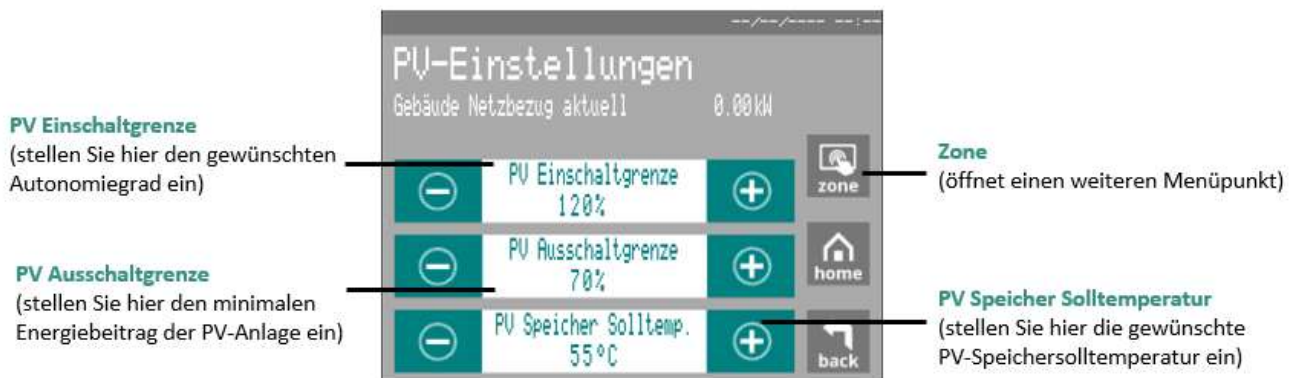 --/--/---- --:--
PV-Einstellungen
Gebäude Netzbezug aktuell 0.00kW
PV Einschaltgrenze
(stellen Sie hier den gewünschten
Autonomiegrad ein)
PV Einschaltgrenze
120%
zone
Zone
(öffnet einen weiteren Menüpunkt)
PV Ausschaltgrenze
(stellen Sie hier den minimalen
Energiebeitrag der PV-Anlage ein)
PV Ausschaltgrenze
70%
home
PV Speicher Solltemp.
55°C
back
PV Speicher Solltemperatur
(stellen Sie hier die gewünschte
PV-Speichersolltemperatur ein)